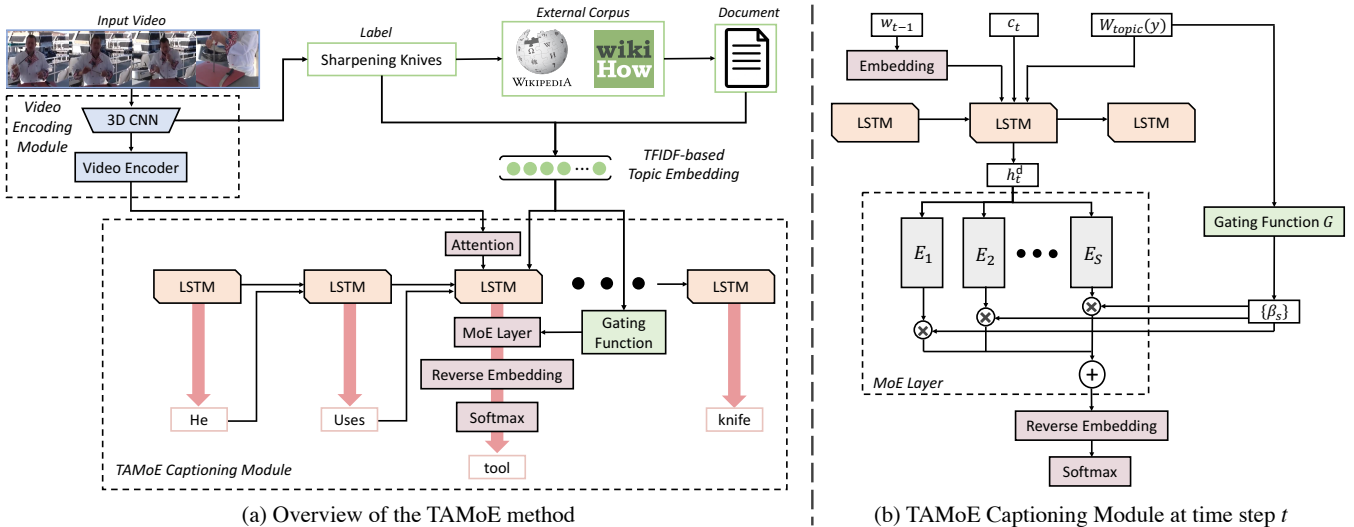 Input Video
Label
External Corpus
Document
Sharpening Knives
WIKIPEDIA
wiki
How
Video
Encoding
Module
3D CNN
Video Encoder
TFIDF-based
Topic Embedding
Attention
LSTM
LSTM
LSTM
LSTM
MoE Layer
Gating
Function
Reverse Embedding
He
Uses
Softmax
knife
tool
TAMoE Captioning Module
(a) Overview of the TAMoE method
w_{t−1}
c_t
W_{topic}(y)
Embedding
LSTM
LSTM
LSTM
h_t^d
E_1
E_2
E_S
Gating Function G
{β_s}
MoE Layer
Reverse Embedding
Softmax
(b) TAMoE Captioning Module at time step t